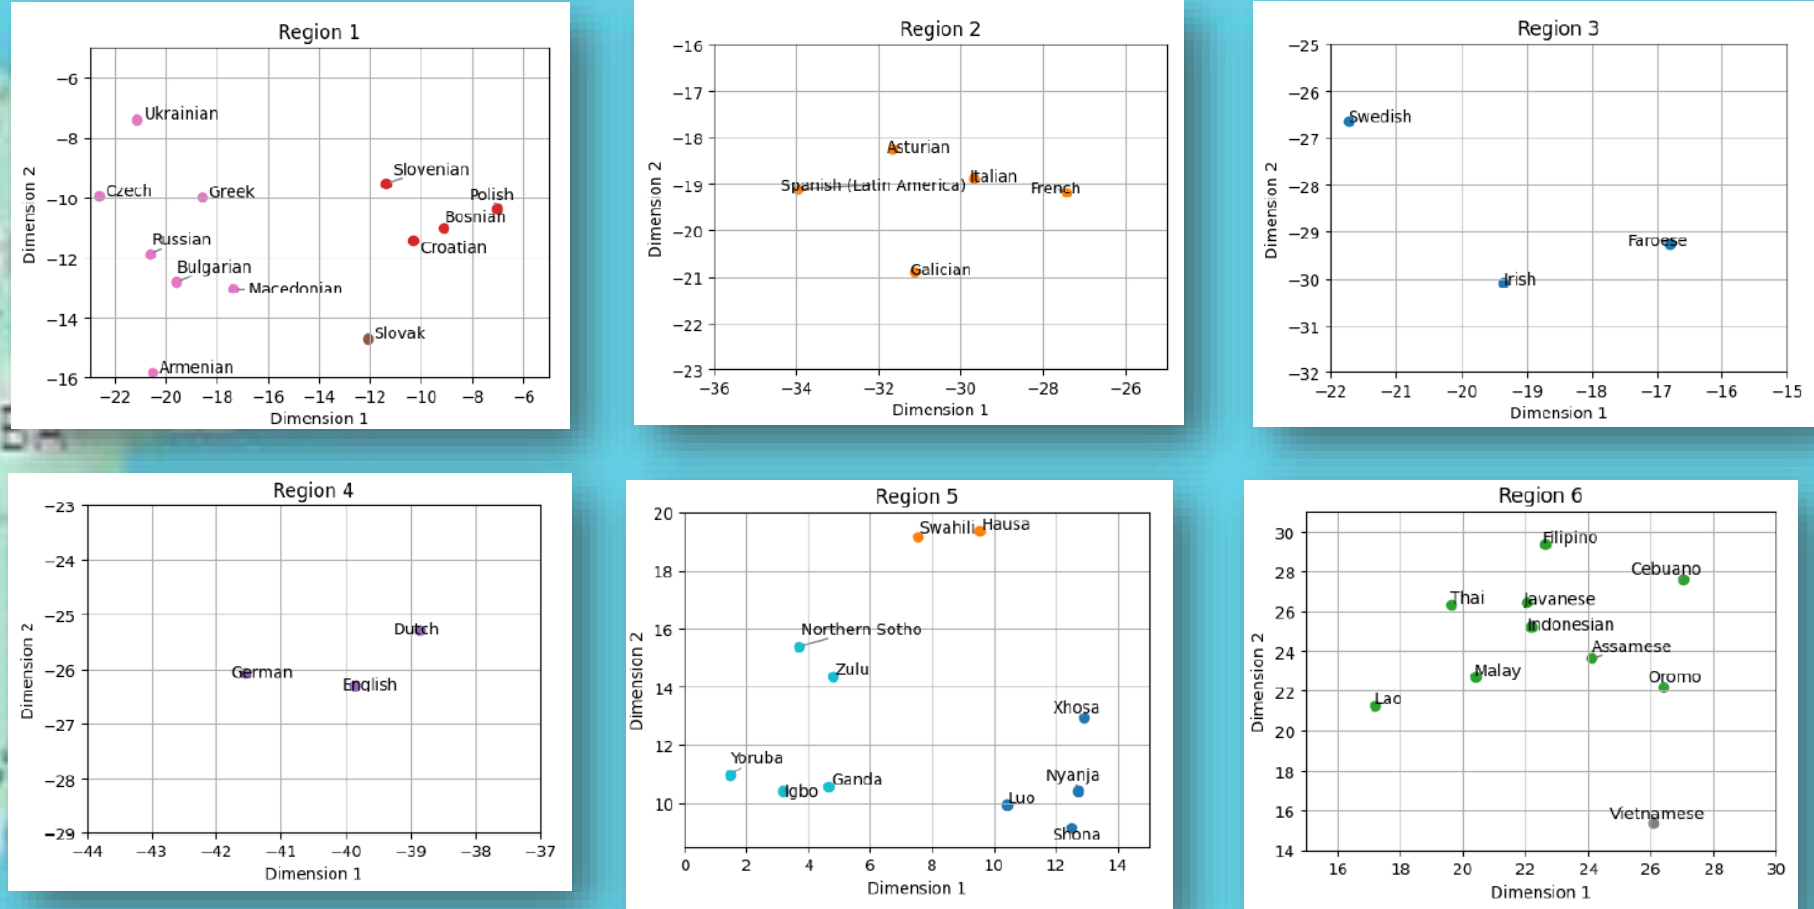 Region 1
−6
−8
−10
−12
−14
−16
Dimension 2
Ukrainian
Slovenian
Czech
Greek
Polish
Bosnian
Russian
Croatian
Bulgarian
Macedonian
Slovak
Armenian
−22 −20 −18 −16 −14 −12 −10 −8 −6
Dimension 1
Region 2
−16
−17
−18
−19
−20
−21
−22
−23
Dimension 2
Asturian
Italian
Spanish (Latin America)
French
Galician
−36 −34 −32 −30 −28 −26
Dimension 1
Region 3
−25
−26
−27
−28
−29
−30
−31
−32
Dimension 2
Swedish
Faroese
Irish
−22 −21 −20 −19 −18 −17 −16 −15
Dimension 1
Region 4
−23
−24
−25
−26
−27
−28
−29
Dimension 2
Dutch
German
English
−44 −43 −42 −41 −40 −39 −38 −37
Dimension 1
Region 5
20
18
16
14
12
10
Dimension 2
Swahili
Hausa
Northern Sotho
Zulu
Xhosa
Yoruba
Nyanja
Ganda
Igbo
Luo
Shona
0 2 4 6 8 10 12 14
Dimension 1
Region 6
30
28
26
24
22
20
18
16
14
Dimension 2
Filipino
Cebuano
Thai
Javanese
Indonesian
Assamese
Malay
Oromo
Lao
Vietnamese
16 18 20 22 24 26 28 30
Dimension 1